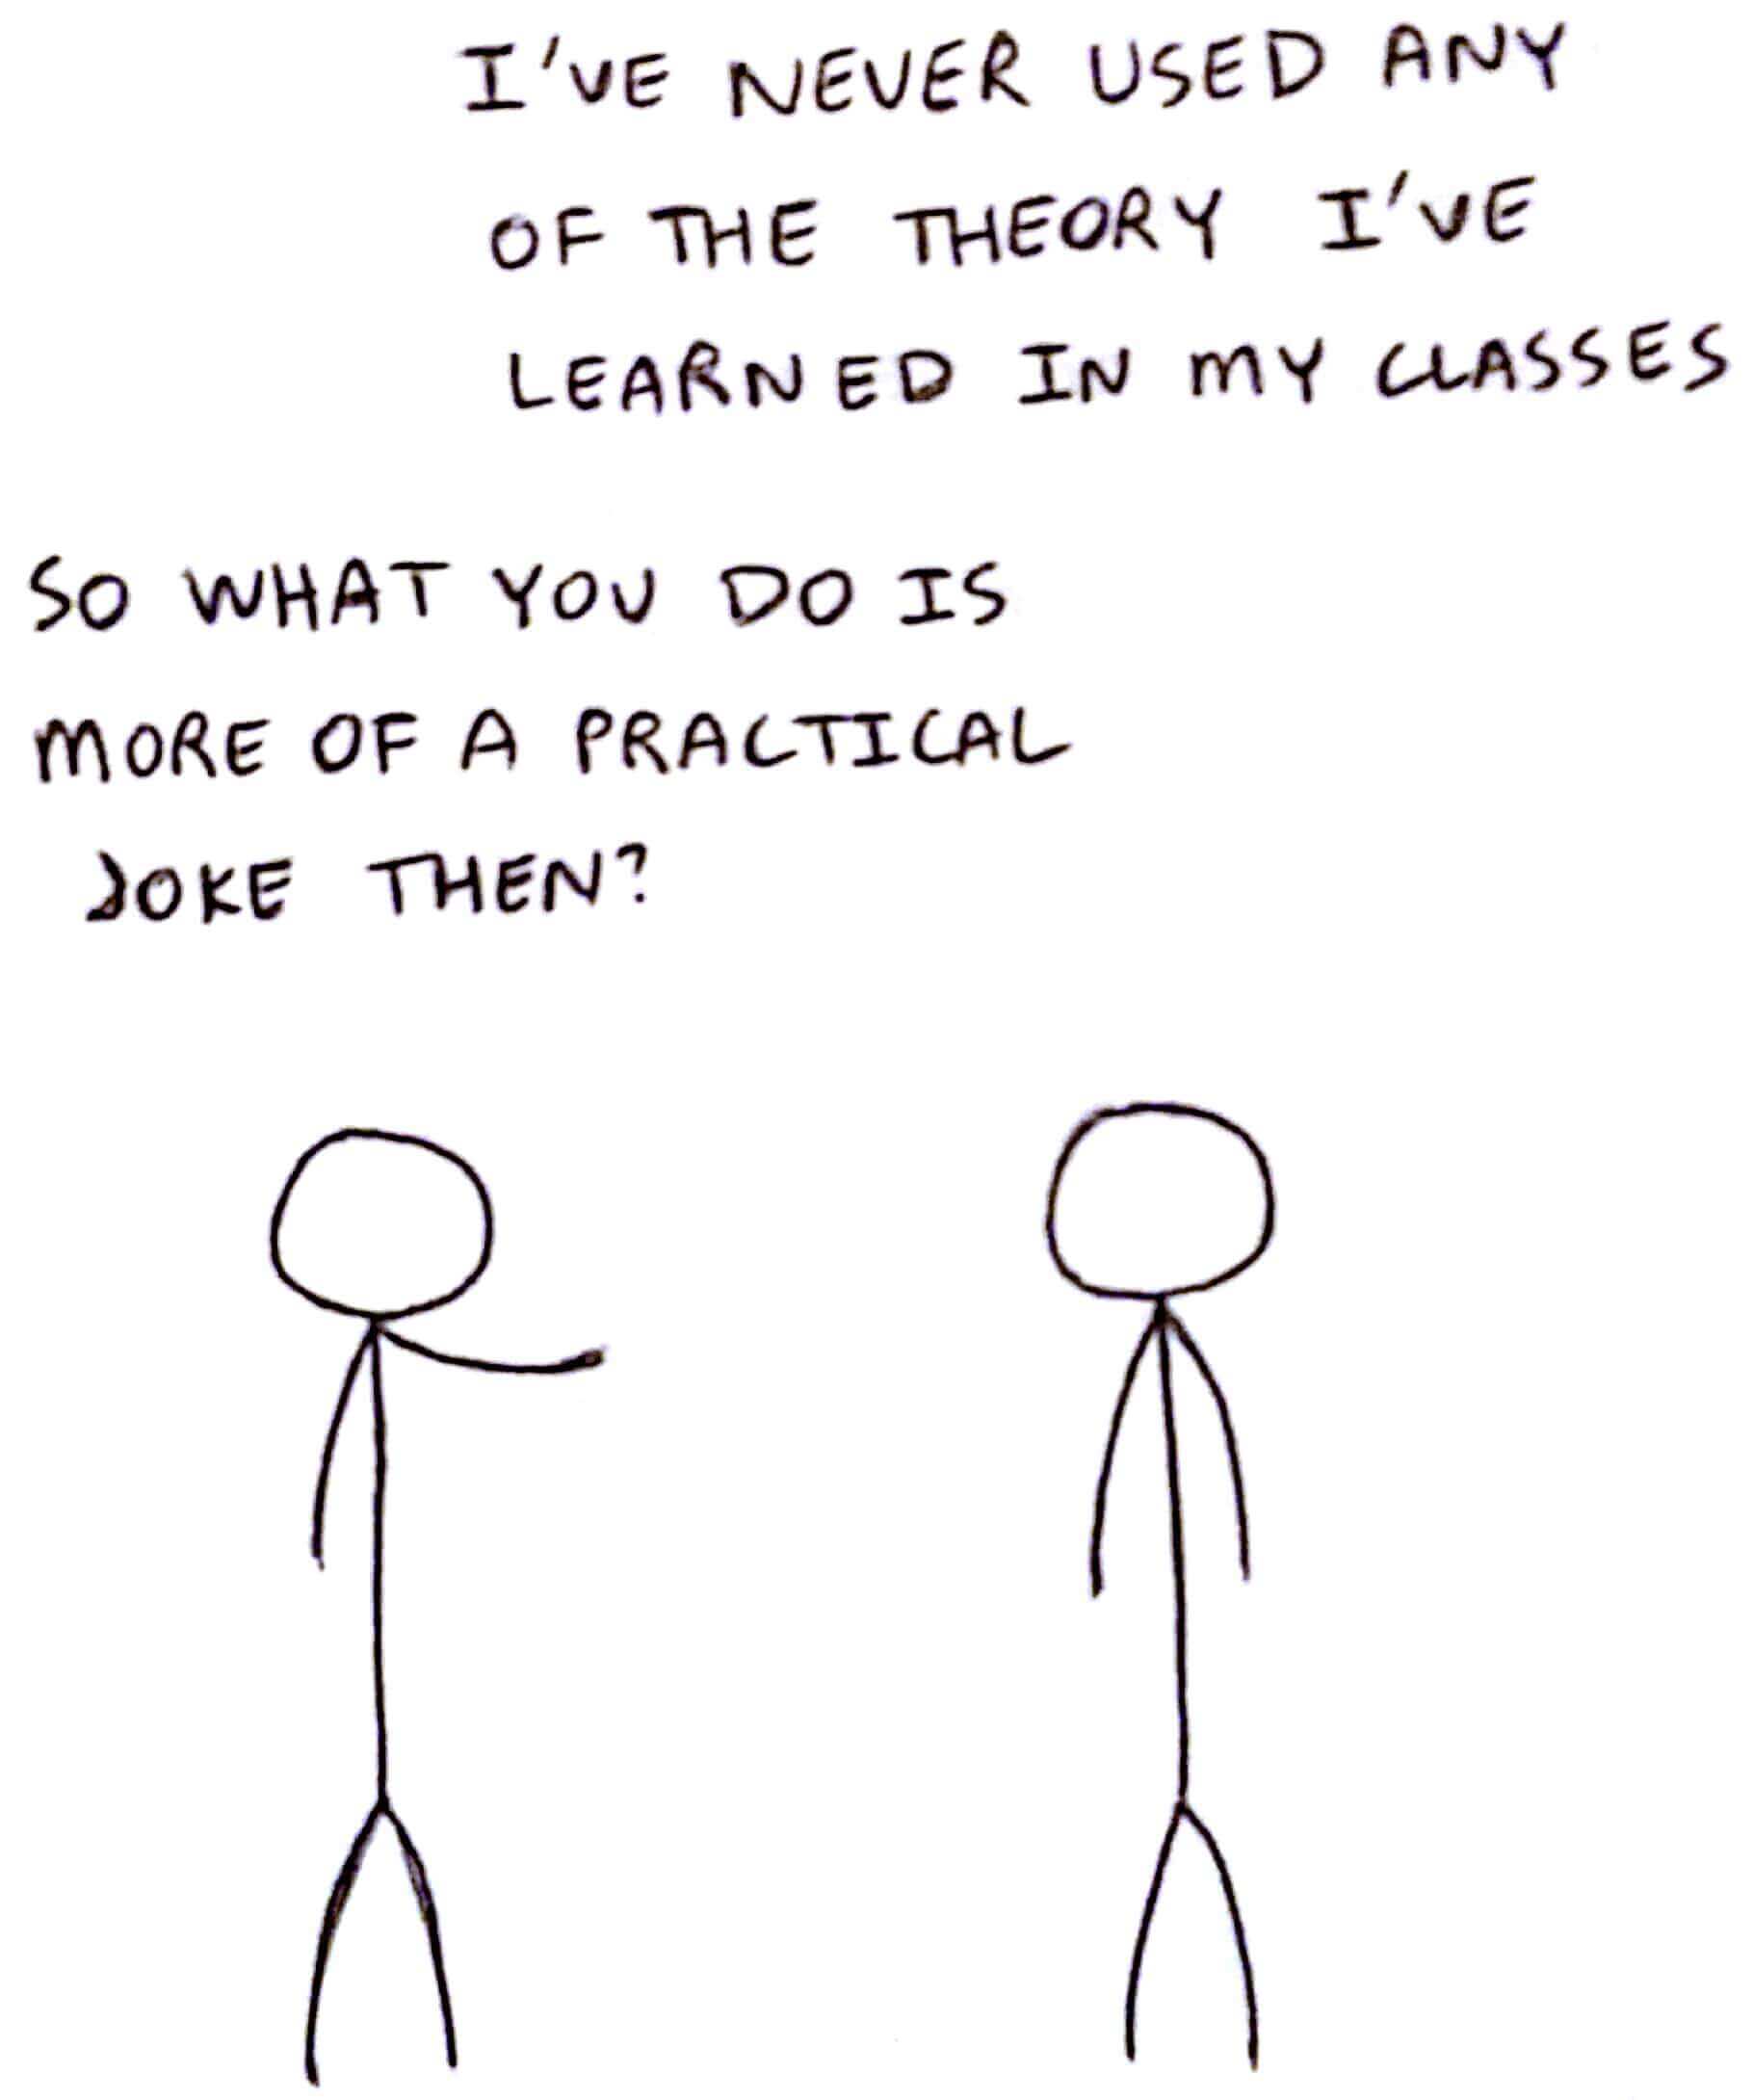 I'VE NEVER USED ANY
OF THE THEORY I'VE
LEARNED IN MY CLASSES
SO WHAT YOU DO IS
MORE OF A PRACTICAL
JOKE THEN?